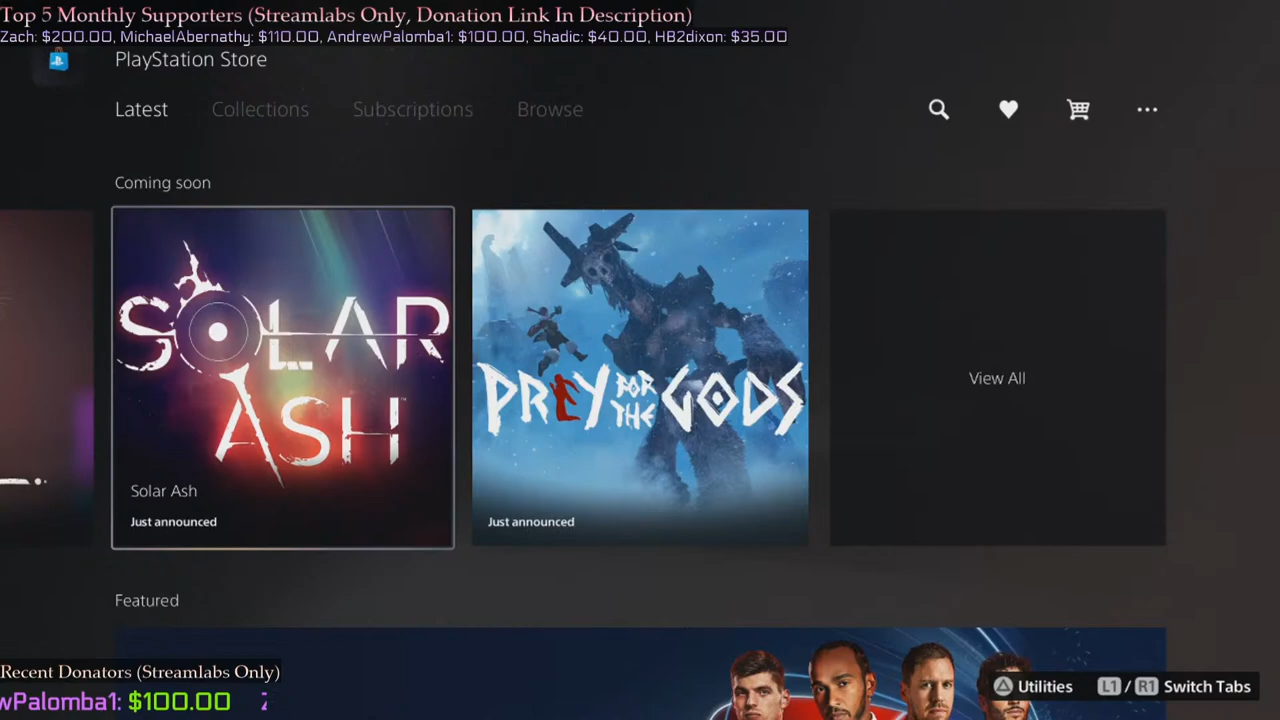 Top 5 Monthly Supporters (Streamlabs Only, Donation Link In Description)
Zach: $200.00, MichaelAbernathy: $110.00, AndrewPalomba1: $100.00, Shadic: $40.00, HB2dixon: $35.00
PlayStation Store
Latest Collections Subscriptions Browse
Coming soon
SOLAR ASH™
Solar Ash
Just announced
PREY FOR THE GODS
Just announced
View All
Featured
Recent Donators (Streamlabs Only)
wPalomba1: $100.00 Z
Utilities L1 / R1 Switch Tabs